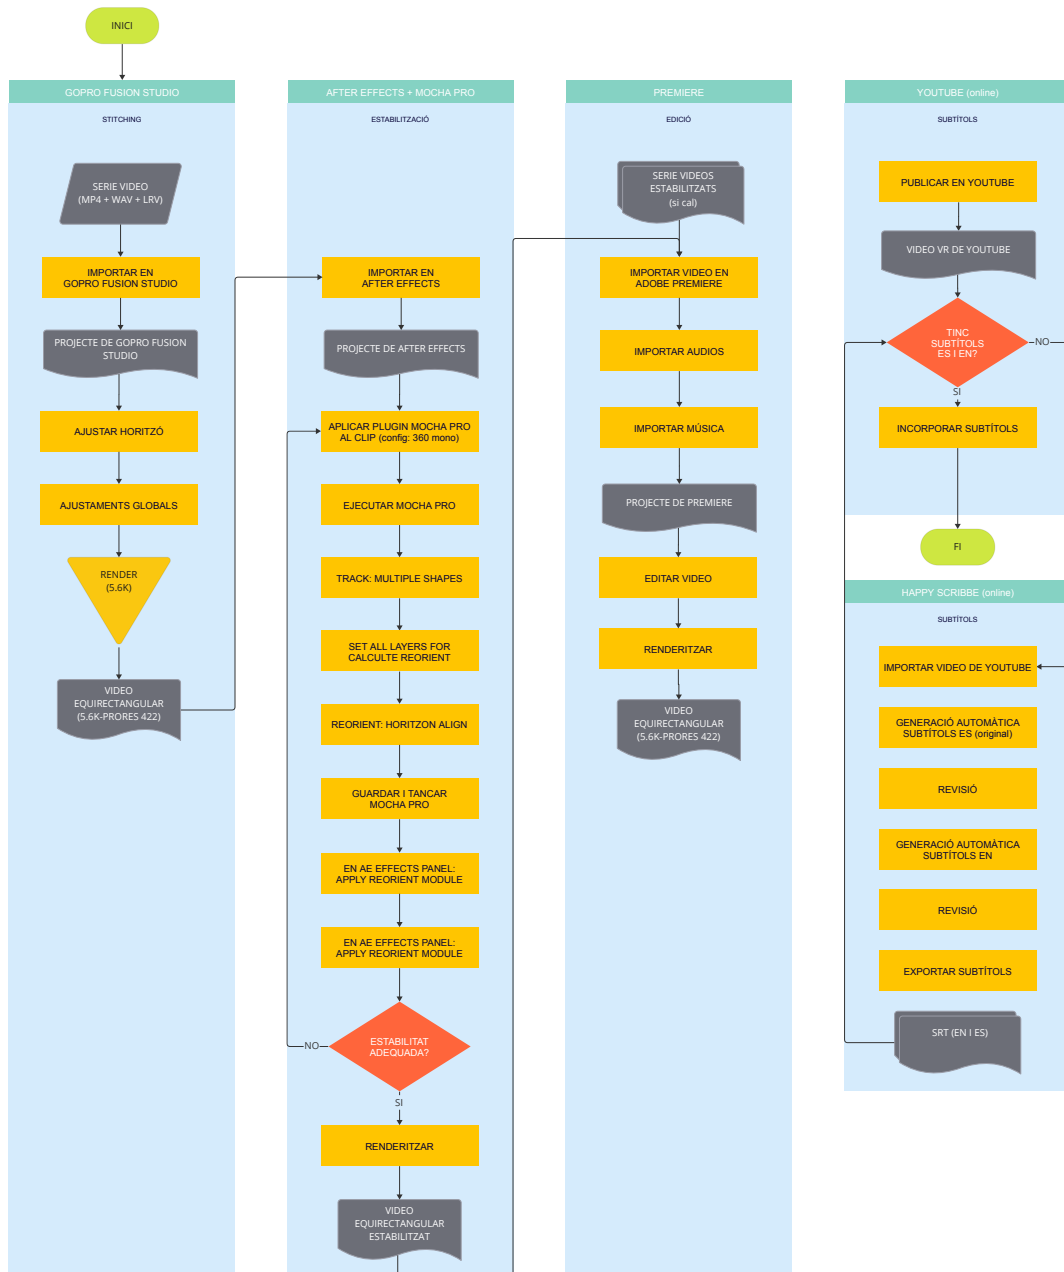 INICI
GOPRO FUSION STUDIO
STITCHING
SERIE VIDEO
(MP4 + WAV + LRV)
IMPORTAR EN
GOPRO FUSION STUDIO
PROJECTE DE GOPRO FUSION
STUDIO
AJUSTAR HORITZÓ
AJUSTAMENTS GLOBALS
RENDER
(5.6K)
VIDEO
EQUIRECTANGULAR
(5.6K-PRORES 422)
AFTER EFFECTS + MOCHA PRO
ESTABILITZACIÓ
IMPORTAR EN
AFTER EFFECTS
PROJECTE DE AFTER EFFECTS
APLICAR PLUGIN MOCHA PRO
AL CLIP (config: 360 mono)
EJECUTAR MOCHA PRO
TRACK: MULTIPLE SHAPES
SET ALL LAYERS FOR
CALCULTE REORIENT
REORIENT: HORITZON ALIGN
GUARDAR I TANCAR
MOCHA PRO
EN AE EFFECTS PANEL:
APPLY REORIENT MODULE
EN AE EFFECTS PANEL:
APPLY REORIENT MODULE
ESTABILITAT
ADEQUADA?
NO
SI
RENDERITZAR
VIDEO
EQUIRECTANGULAR
ESTABILITZAT
PREMIERE
EDICIÓ
SERIE VIDEOS
ESTABILITZATS
(si cal)
IMPORTAR VIDEO EN
ADOBE PREMIERE
IMPORTAR AUDIOS
IMPORTAR MÚSICA
PROJECTE DE PREMIERE
EDITAR VIDEO
RENDERITZAR
VIDEO
EQUIRECTANGULAR
(5.6K-PRORES 422)
YOUTUBE (online)
SUBTÍTOLS
PUBLICAR EN YOUTUBE
VIDEO VR DE YOUTUBE
TINC
SUBTÍTOLS
ES I EN?
NO
SI
INCORPORAR SUBTÍTOLS
FI
HAPPY SCRIBBE (online)
SUBTÍTOLS
IMPORTAR VIDEO DE YOUTUBE
GENERACIÓ AUTOMÀTICA
SUBTÍTOLS ES (original)
REVISIÓ
GENERACIÓ AUTOMÀTICA
SUBTÍTOLS EN
REVISIÓ
EXPORTAR SUBTÍTOLS
SRT (EN I ES)